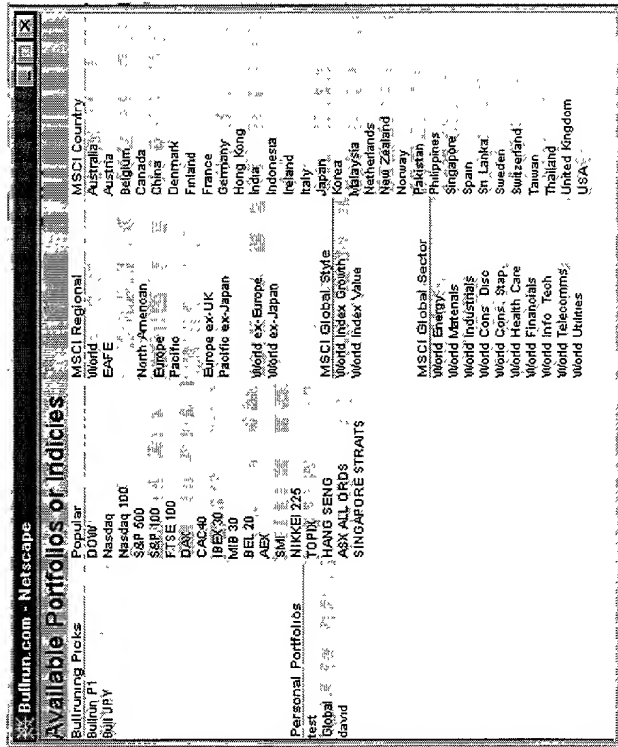 Bullrun.com - Netscape
Available Portfolios or Indicies
Bullruning Picks
Bullrun P1
Bull JPY
Personal Portfolios
test
Global
david
Popular
DOW
Nasdaq
Nasdaq 100
S&P 500
S&P 100
FTSE 100
DAX
CAC40
IBEX 30
MIB 30
BEL 20
AEX
SMI
NIKKEI 225
TOPIX
HANG SENG
ASX ALL ORDS
SINGAPORE STRAITS
MSCI Regional
World
EAFE
North American
Europe
Pacific
Europe ex-UK
Pacific ex-Japan
World ex-Europe
World ex-Japan
MSCI Global Style
World Index Growth
World Index Value
MSCI Global Sector
World Energy
World Materials
World Industrials
World Cons. Disc
World Cons. Stap.
World Health Care
World Financials
World Info Tech
World Telecomms
World Utilities
MSCI Country
Australia
Austria
Belgium
Canada
China
Denmark
Finland
France
Germany
Hong Kong
India
Indonesia
Ireland
Italy
Japan
Korea
Malaysia
Netherlands
New Zealand
Norway
Pakistan
Philippines
Singapore
Spain
Sri Lanka
Sweden
Switzerland
Taiwan
Thailand
United Kingdom
USA